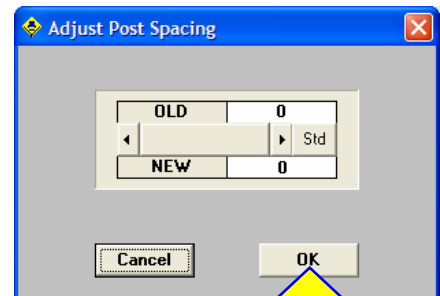 Adjust Post Spacing
OLD 0
Std
NEW 0
Cancel OK